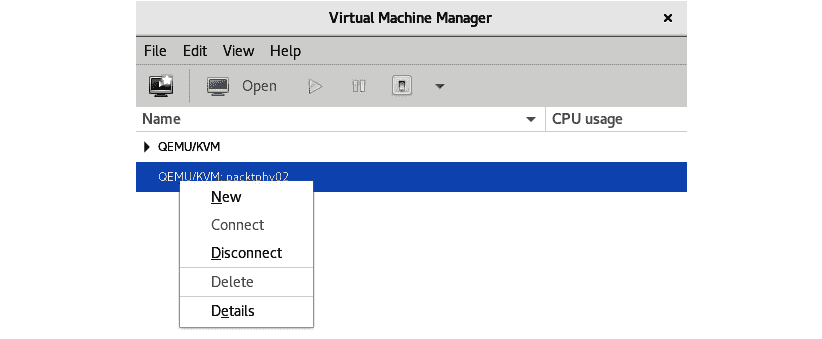 Virtual Machine Manager ×
File Edit View Help
Open
Name CPU usage
QEMU/KVM
QEMU/KVM: packtphy02
New
Connect
Disconnect
Delete
Details